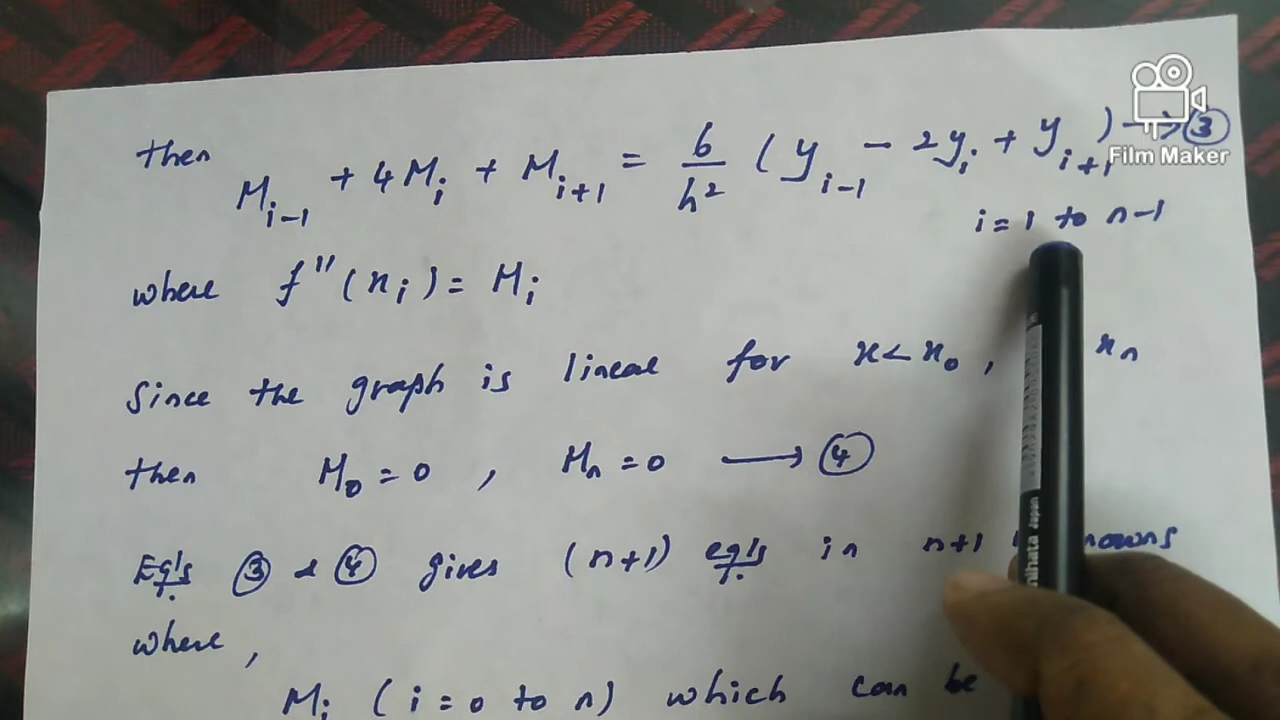 then M_{i-1} + 4M_i + M_{i+1} = 6/h² (y_{i-1} - 2y_i + y_{i+1}) → ③
Film Maker
i = 1 to n-1
where f''(x_i) = M_i
Since the graph is linear for x < x_0, x_n
then M_0 = 0, M_n = 0 → ④
Eq's ③ & ④ gives (n+1) eq's in n+1
where,
M_i (i = 0 to n) which can be
nihata Japan